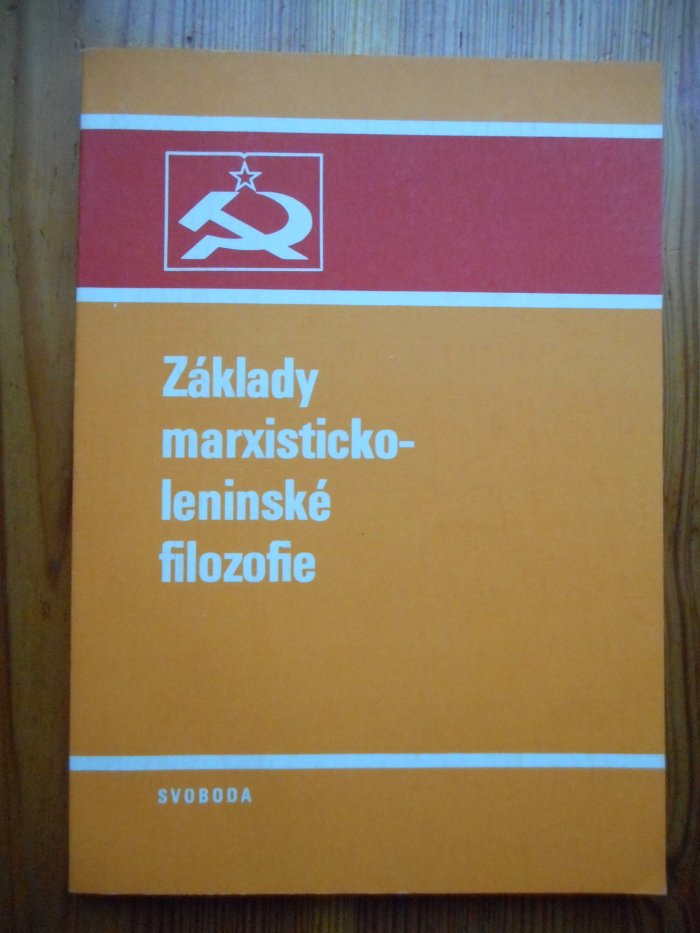 Základy
marxisticko-
leninské
filozofie
SVOBODA